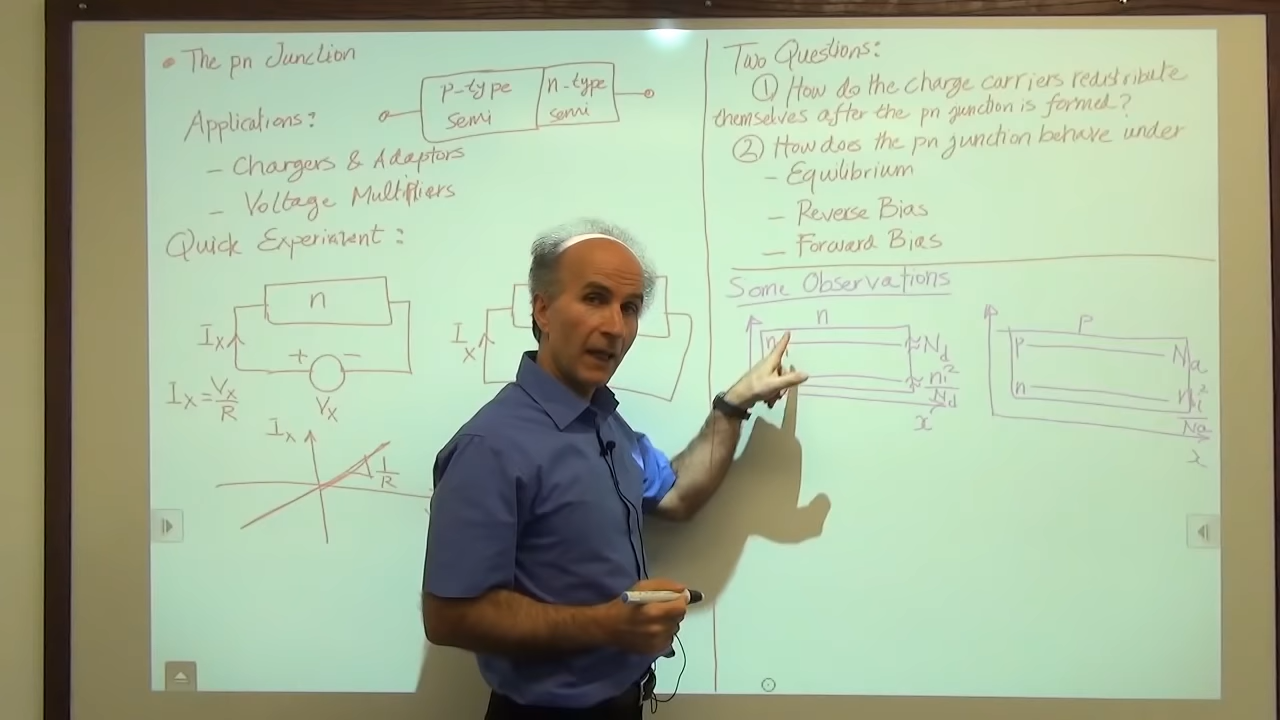 • The pn Junction
p-type semi
n-type semi
Applications:
- Chargers & Adaptors
- Voltage Multipliers
Quick Experiment:
n
Ix
+ −
Vx
Ix = Vx/R
Ix
1/R
Ix
Two Questions:
① How do the charge carriers redistribute
themselves after the pn junction is formed?
② How does the pn junction behave under
- Equilibrium
- Reverse Bias
- Forward Bias
Some Observations
n
n
≈ Nd
≈ ni²/Nd
x
p
p
Na
n
ni²/Na
x